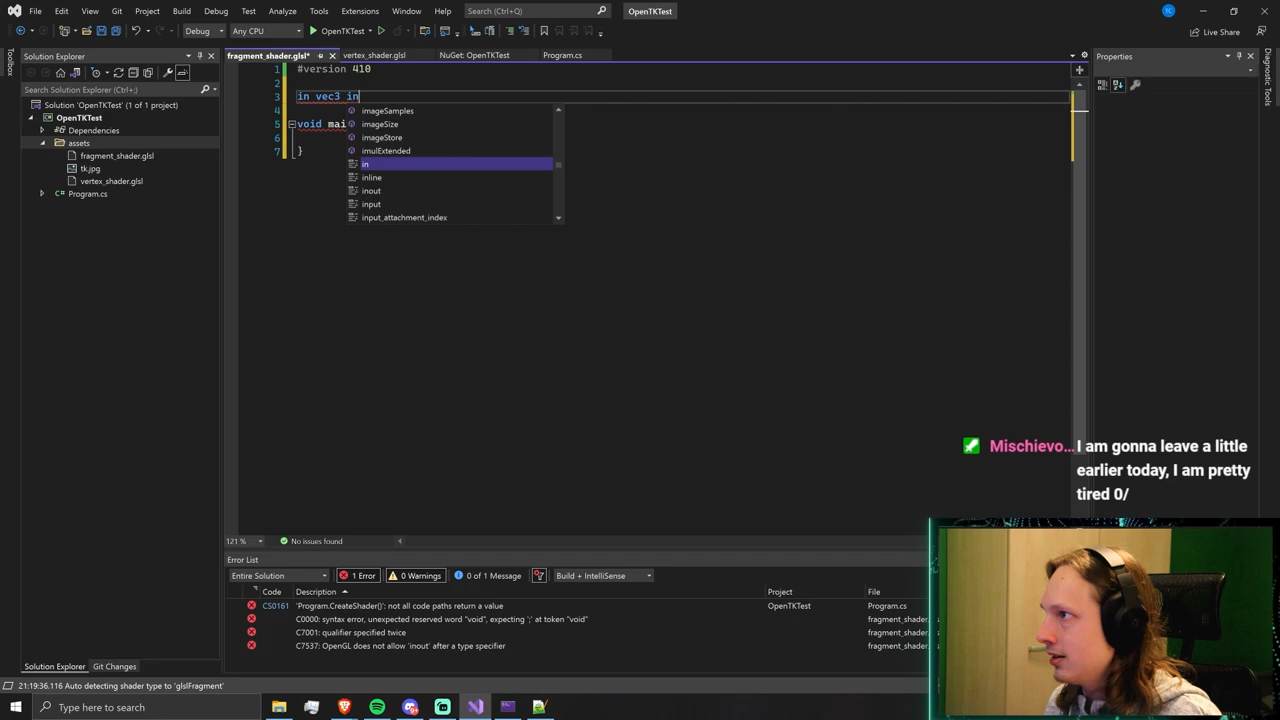 File Edit View Git Project Build Debug Test Analyze Tools Extensions Window Help Search (Ctrl+Q) OpenTKTest TC
Debug Any CPU OpenTKTest Live Share
Toolbox
Solution Explorer
Search Solution Explorer (Ctrl+;)
Solution 'OpenTKTest' (1 of 1 project)
OpenTKTest
Dependencies
assets
fragment_shader.glsl
tk.jpg
vertex_shader.glsl
Program.cs
Solution Explorer Git Changes
fragment_shader.glsl* vertex_shader.glsl NuGet: OpenTKTest Program.cs
1 #version 410
2
3 in vec3 in
4
5 void mai
6
7 }
imageSamples
imageSize
imageStore
imulExtended
in
inline
inout
input
input_attachment_index
121 % No issues found
Properties
Diagnostic Tools
Mischievo... I am gonna leave a little
earlier today, I am pretty
tired 0/
Error List
Entire Solution 1 Error 0 Warnings 0 of 1 Message Build + IntelliSense
Code Description Project File
CS0161 'Program.CreateShader()': not all code paths return a value OpenTKTest Program.cs
C0000: syntax error, unexpected reserved word "void", expecting ';' at token "void" fragment_shader.
C7001: qualifier specified twice fragment_shader.
C7537: OpenGL does not allow 'inout' after a type specifier fragment_shader.
21:19:36.116 Auto detecting shader type to 'glslFragment'
Type here to search